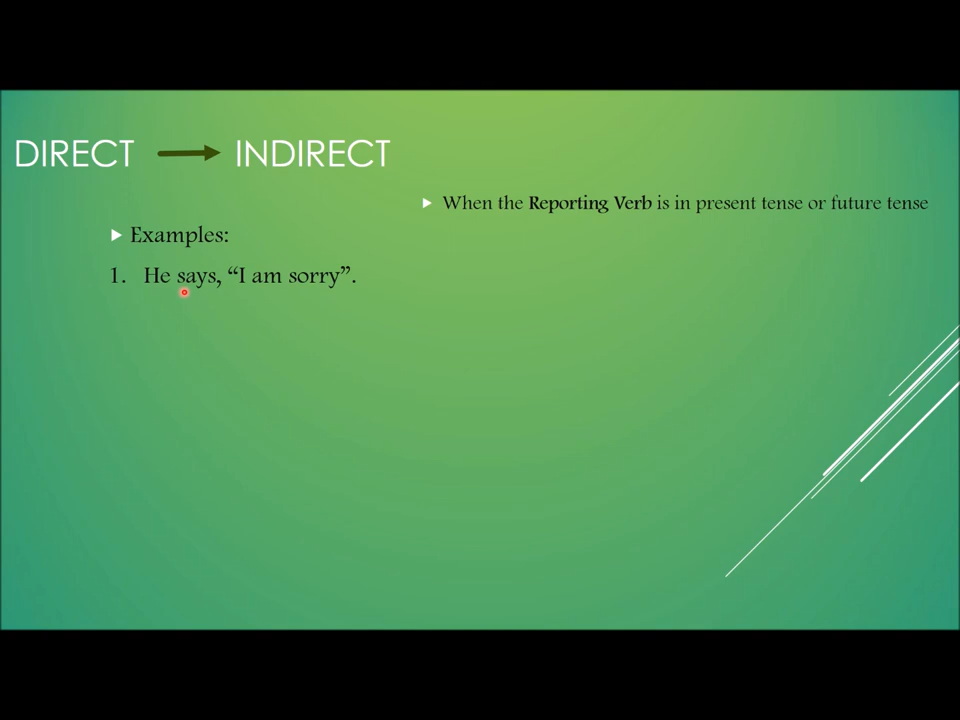 DIRECT INDIRECT
When the Reporting Verb is in present tense or future tense
Examples:
1. He says, “I am sorry”.